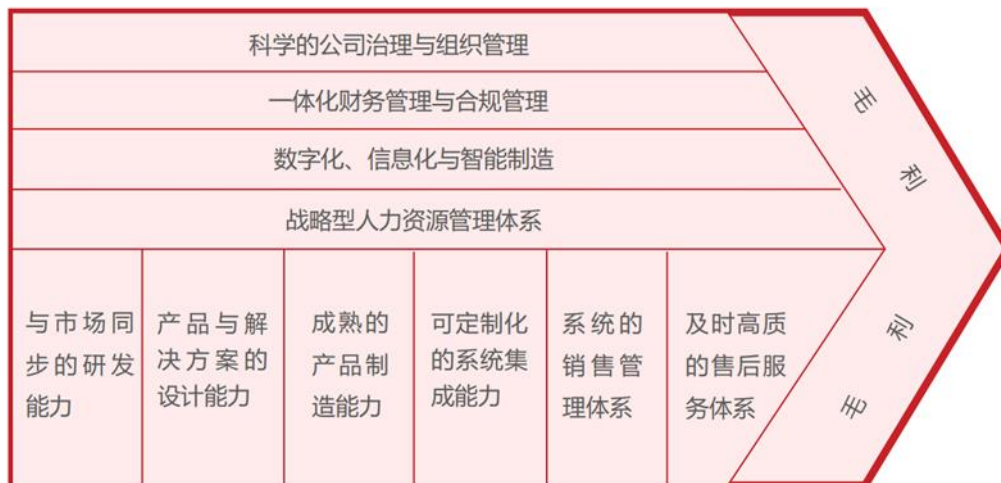 科学的公司治理与组织管理
一体化财务管理与合规管理
数字化、信息化与智能制造
战略型人力资源管理体系
与市场同
步的研发
能力
产品与解
决方案的
设计能力
成熟的
产品制
造能力
可定制化
的系统集
成能力
系统的
销售管
理体系
及时高质
的售后服
务体系
毛利
毛利